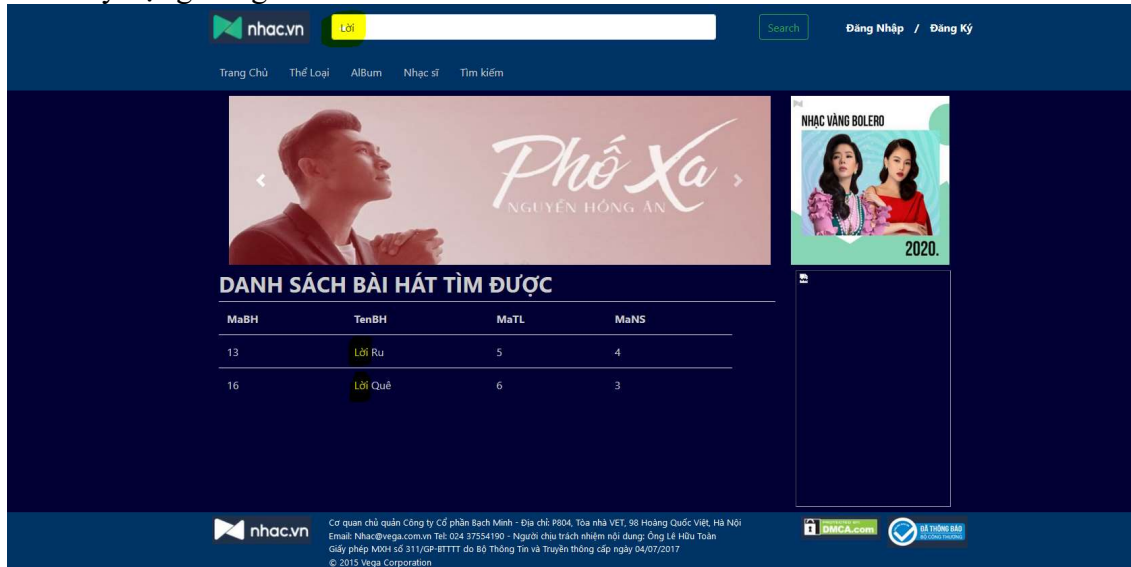 nhac.vn Lời Search Đăng Nhập / Đăng Ký
Trang Chủ Thể Loại AlBum Nhạc sĩ Tìm kiếm
NHẠC VÀNG BOLERO
Phố Xa
NGUYỄN HỒNG ÂN
2020.
DANH SÁCH BÀI HÁT TÌM ĐƯỢC
MaBH TenBH MaTL MaNS
13 Lời Ru 5 4
16 Lời Quê 6 3
nhac.vn
Cơ quan chủ quản Công ty Cổ phần Bạch Minh - Địa chỉ: P804, Tòa nhà VET, 98 Hoàng Quốc Việt, Hà Nội
Email: Nhac@vega.com.vn Tel: 024 37554190 - Người chịu trách nhiệm nội dung: Ông Lê Hữu Toàn
Giấy phép MXH số 311/GP-BTTTT do Bộ Thông Tin và Truyền thông cấp ngày 04/07/2017
© 2015 Vega Corporation
PROTECTED BY
DMCA.com
ĐÃ THÔNG BÁO
BỘ CÔNG THƯƠNG